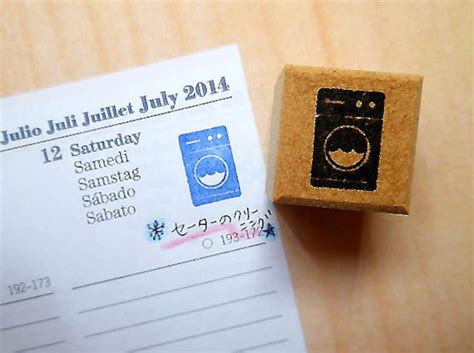 Julio Juli Juillet July 2014
12 Saturday
Samedi
Samstag
Sábado
Sabato
セーターのクリー
ニング
193-172
192-173